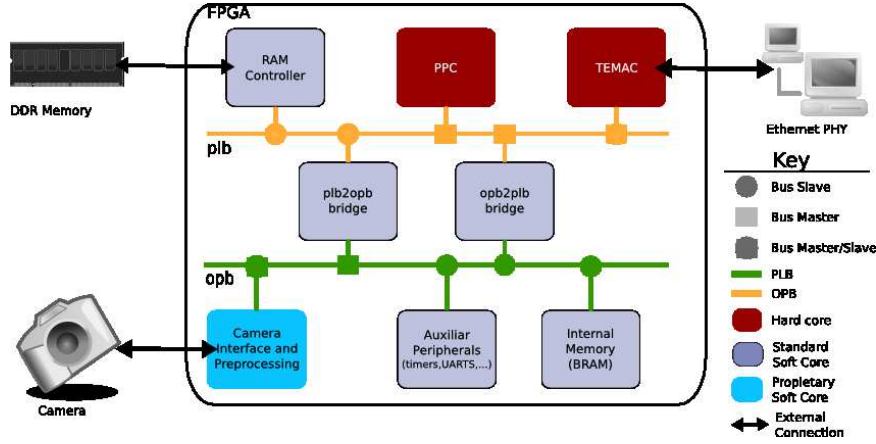 FPGA
RAM
Controller
PPC
TEMAC
DDR Memory
Ethernet PHY
plb
plb2opb
bridge
opb2plb
bridge
opb
Camera
Interface and
Preprocessing
Auxiliar
Peripherals
(timers,UARTS,...)
Internal
Memory
(BRAM)
Camera
Key
Bus Slave
Bus Master
Bus Master/Slave
PLB
OPB
Hard core
Standard
Soft Core
Propietary
Soft Core
External
Connection